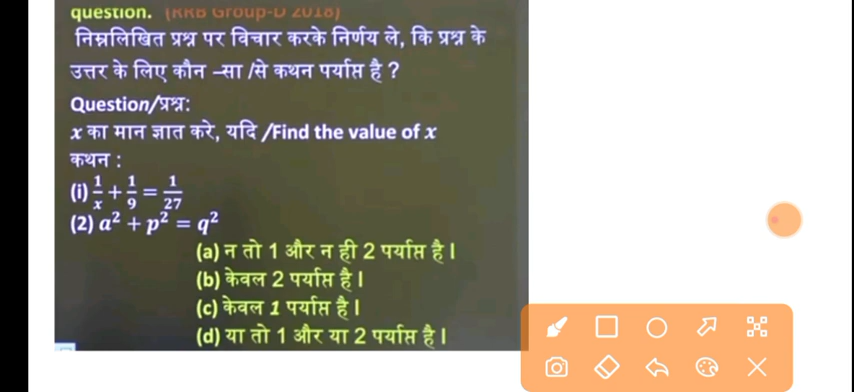 question. (RRB Group-D 2018)
निम्नलिखित प्रश्न पर विचार करके निर्णय ले, कि प्रश्न के
उत्तर के लिए कौन –सा /से कथन पर्याप्त है ?
Question/प्रश्न:
x का मान ज्ञात करे, यदि /Find the value of x
कथन :
(i) 1/x + 1/9 = 1/27
(2) a² + p² = q²
(a) न तो 1 और न ही 2 पर्याप्त है।
(b) केवल 2 पर्याप्त है।
(c) केवल 1 पर्याप्त है।
(d) या तो 1 और या 2 पर्याप्त है।